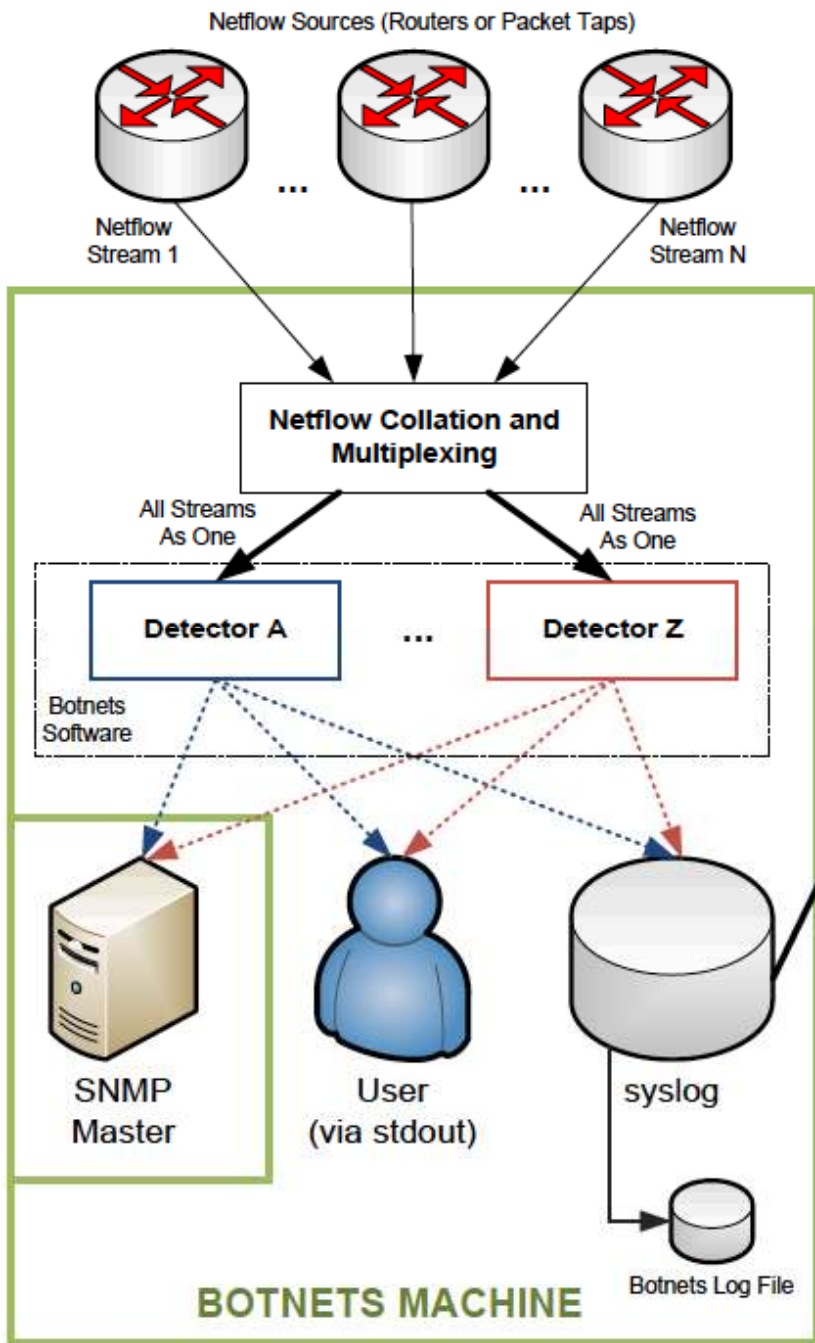 Netflow Sources (Routers or Packet Taps)
...
...
Netflow
Stream 1
Netflow
Stream N
Netflow Collation and
Multiplexing
All Streams
As One
All Streams
As One
Detector A
...
Detector Z
Botnets
Software
SNMP
Master
User
(via stdout)
syslog
Botnets Log File
BOTNETS MACHINE